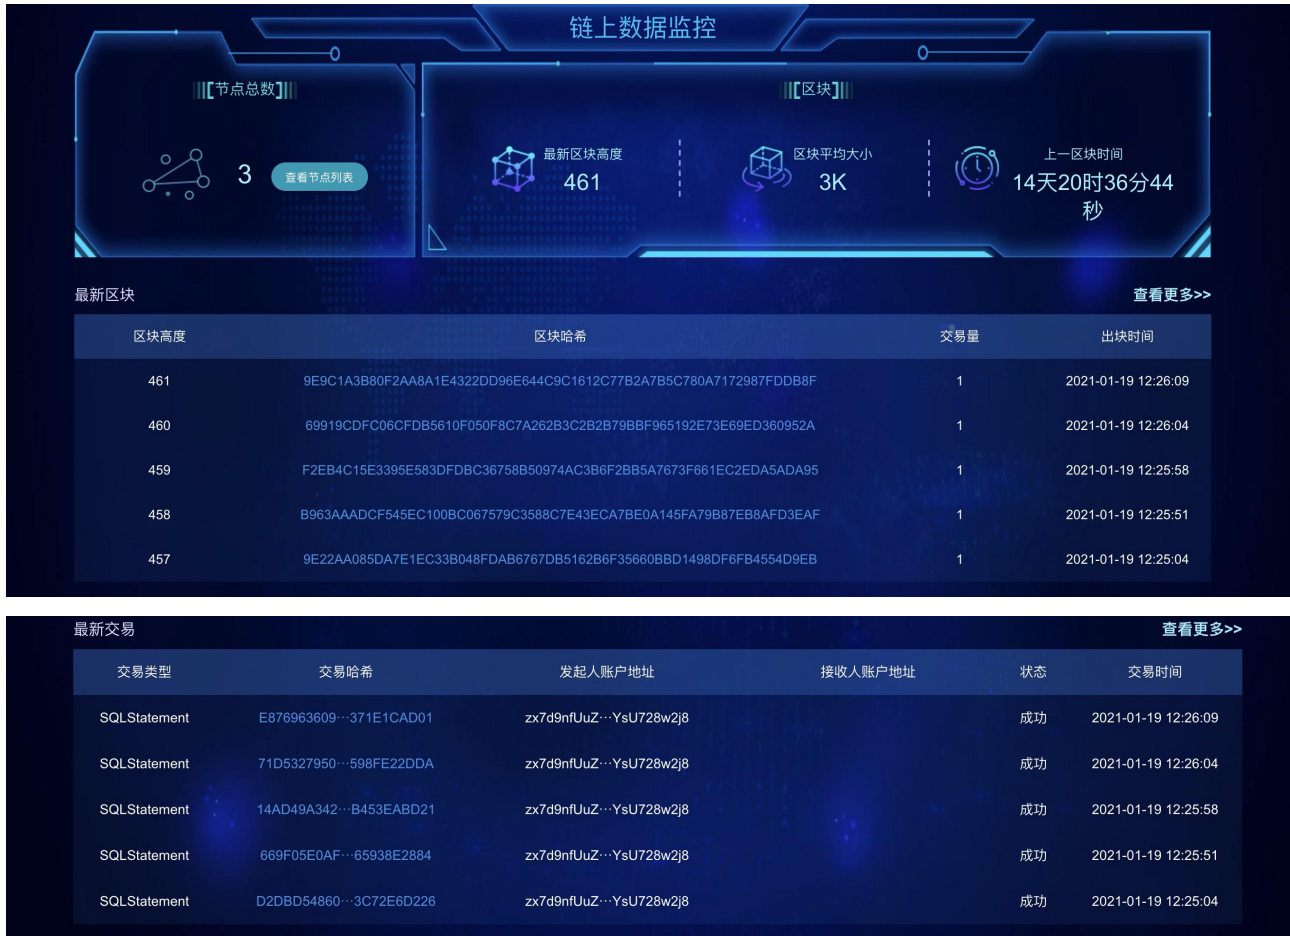 链上数据监控
【节点总数】
3 查看节点列表
【区块】
最新区块高度
461
区块平均大小
3K
上一区块时间
14天20时36分44
秒
最新区块 查看更多>>
区块高度 区块哈希 交易量 出块时间
461 9E9C1A3B80F2AA8A1E4322DD96E644C9C1612C77B2A7B5C780A7172987FDDB8F 1 2021-01-19 12:26:09
460 69919CDFC06CFDB5610F050F8C7A262B3C2B2B79BBF965192E73E69ED360952A 1 2021-01-19 12:26:04
459 F2EB4C15E3395E583DFDBC36758B50974AC3B6F2BB5A7673F661EC2EDA5ADA95 1 2021-01-19 12:25:58
458 B963AAADCF545EC100BC067579C3588C7E43ECA7BE0A145FA79B87EB8AFD3EAF 1 2021-01-19 12:25:51
457 9E22AA085DA7E1EC33B048FDAB6767DB5162B6F35660BBD1498DF6FB4554D9EB 1 2021-01-19 12:25:04
最新交易 查看更多>>
交易类型 交易哈希 发起人账户地址 接收人账户地址 状态 交易时间
SQLStatement E876963609···371E1CAD01 zx7d9nfUuZ···YsU728w2j8 成功 2021-01-19 12:26:09
SQLStatement 71D5327950···598FE22DDA zx7d9nfUuZ···YsU728w2j8 成功 2021-01-19 12:26:04
SQLStatement 14AD49A342···B453EABD21 zx7d9nfUuZ···YsU728w2j8 成功 2021-01-19 12:25:58
SQLStatement 669F05E0AF···65938E2884 zx7d9nfUuZ···YsU728w2j8 成功 2021-01-19 12:25:51
SQLStatement D2DBD54860···3C72E6D226 zx7d9nfUuZ···YsU728w2j8 成功 2021-01-19 12:25:04